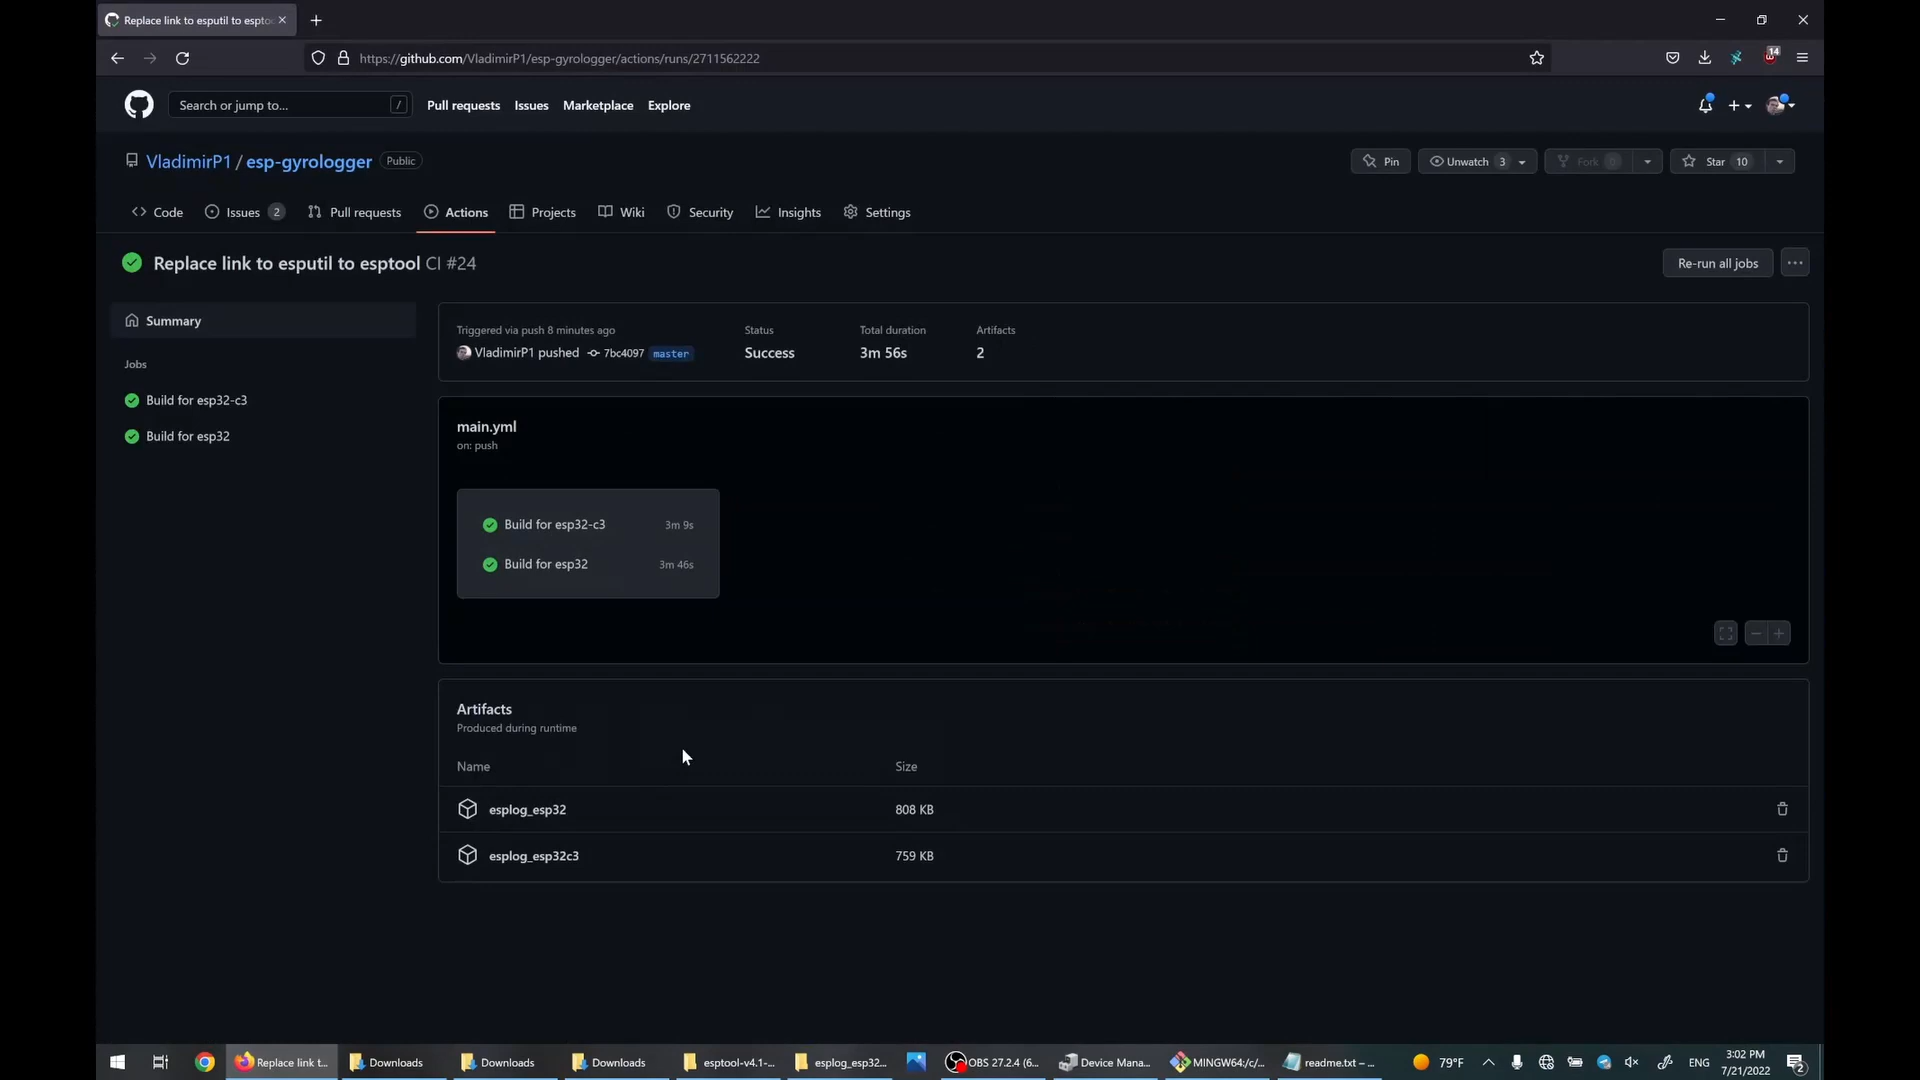 Replace link to esputil to espto
https://github.com/VladimirP1/esp-gyrologger/actions/runs/2711562222
14
Search or jump to...
/
Pull requests
Issues
Marketplace
Explore
VladimirP1 / esp-gyrologger
Public
Pin
Unwatch 3
Fork 0
Star 10
Code
Issues 2
Pull requests
Actions
Projects
Wiki
Security
Insights
Settings
Replace link to esputil to esptool CI #24
Re-run all jobs
Summary
Jobs
Build for esp32-c3
Build for esp32
Triggered via push 8 minutes ago
VladimirP1 pushed 7bc4097 master
Status
Success
Total duration
3m 56s
Artifacts
2
main.yml
on: push
Build for esp32-c3 3m 9s
Build for esp32 3m 46s
Artifacts
Produced during runtime
Name Size
esplog_esp32 808 KB
esplog_esp32c3 759 KB
Replace link t...
Downloads
Downloads
Downloads
esptool-v4.1-...
esplog_esp32...
OBS 27.2.4 (6...
Device Mana...
MINGW64:/c/...
readme.txt – ...
79°F
ENG
3:02 PM
7/21/2022
2